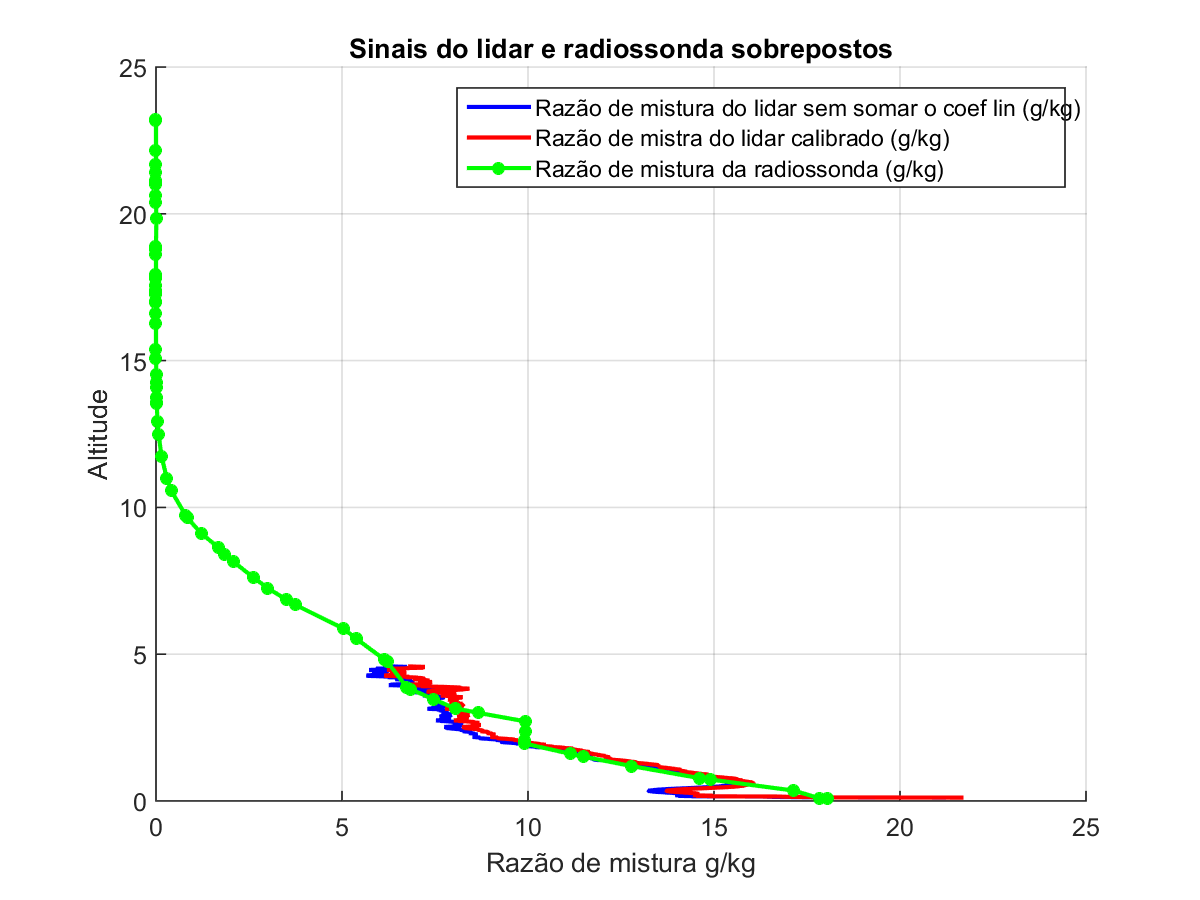 Sinais do lidar e radiossonda sobrepostos
25
Razão de mistura do lidar sem somar o coef lin (g/kg)
Razão de mistra do lidar calibrado (g/kg)
Razão de mistura da radiossonda (g/kg)
20
15
Altitude
10
5
0
0 5 10 15 20 25
Razão de mistura g/kg